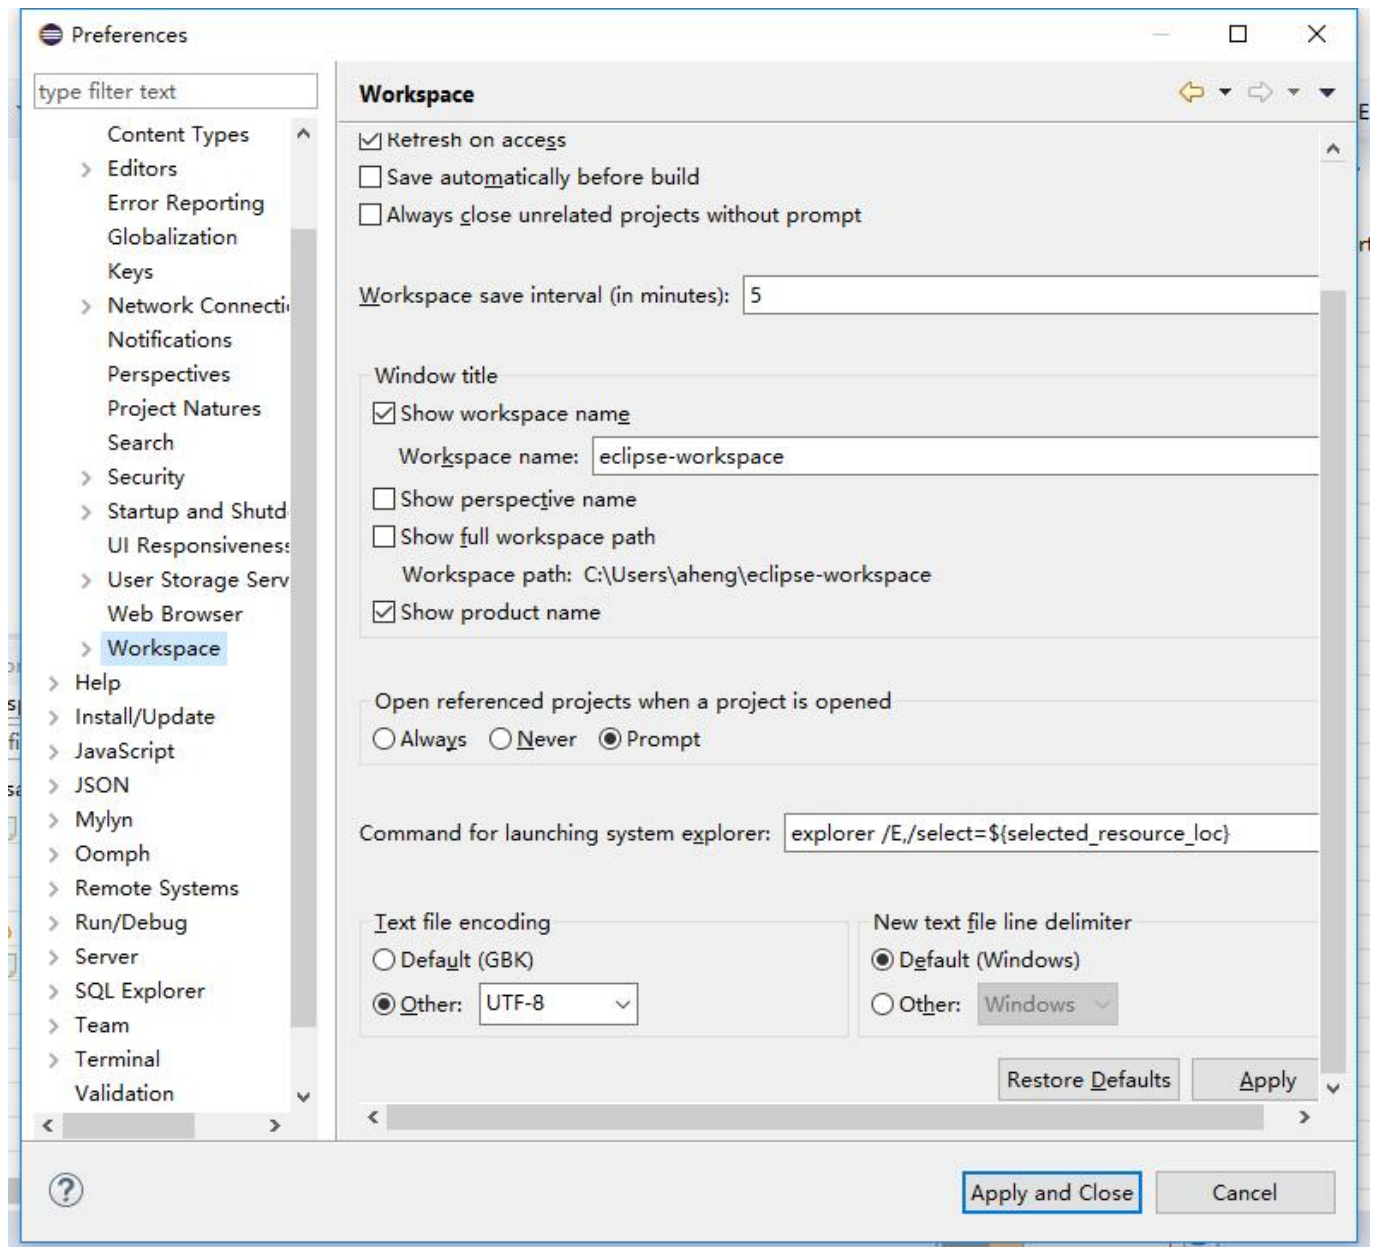 Preferences
type filter text
Content Types
Editors
Error Reporting
Globalization
Keys
Network Connecti
Notifications
Perspectives
Project Natures
Search
Security
Startup and Shutd
UI Responsiveness
User Storage Serv
Web Browser
Workspace
Help
Install/Update
JavaScript
JSON
Mylyn
Oomph
Remote Systems
Run/Debug
Server
SQL Explorer
Team
Terminal
Validation
Workspace
Refresh on access
Save automatically before build
Always close unrelated projects without prompt
Workspace save interval (in minutes): 5
Window title
Show workspace name
Workspace name: eclipse-workspace
Show perspective name
Show full workspace path
Workspace path: C:\Users\aheng\eclipse-workspace
Show product name
Open referenced projects when a project is opened
Always Never Prompt
Command for launching system explorer: explorer /E,/select=${selected_resource_loc}
Text file encoding
Default (GBK)
Other: UTF-8
New text file line delimiter
Default (Windows)
Other: Windows
Restore Defaults Apply
Apply and Close Cancel